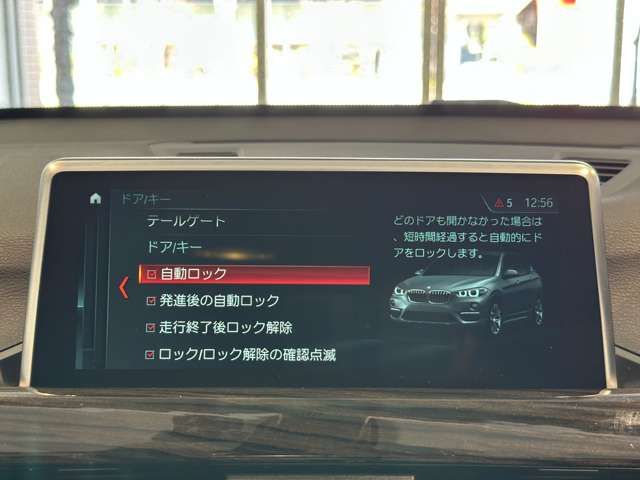 ドア/キー
5 12:56
テールゲート
ドア/キー
自動ロック
発進後の自動ロック
走行終了後ロック解除
ロック/ロック解除の確認点滅
どのドアも開かなかった場合は
、短時間経過すると自動的にド
アをロックします。